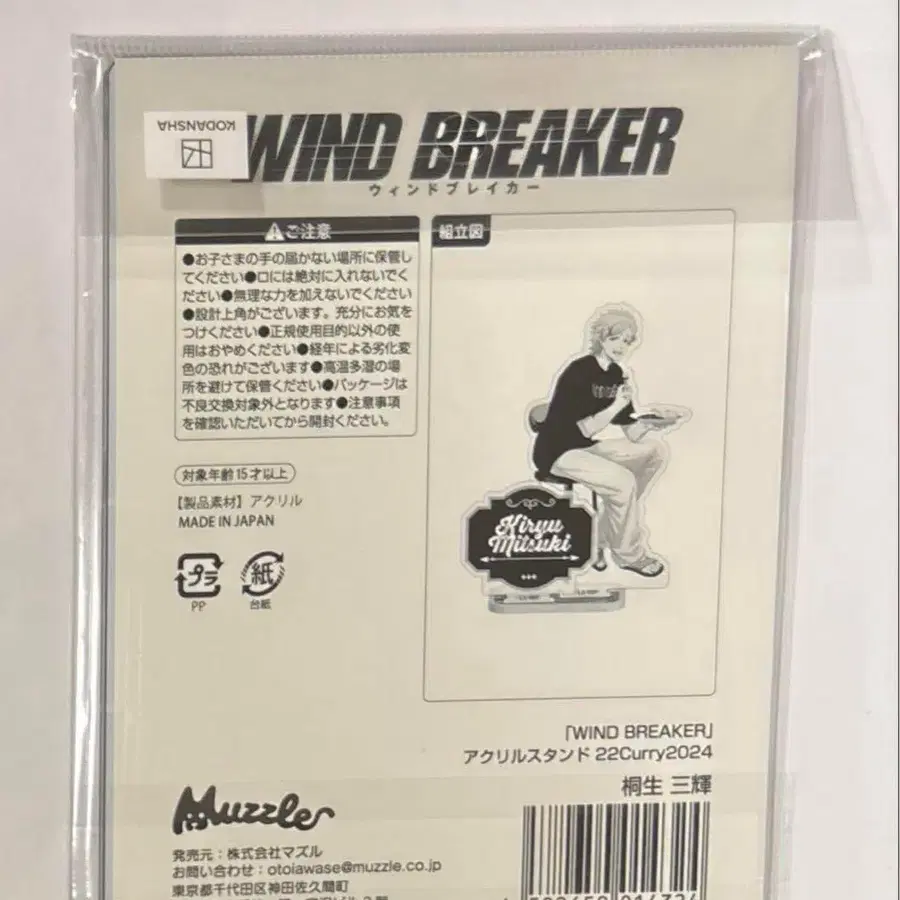 KODANSHA
WIND BREAKER
ウィンドブレイカー
ご注意
●お子さまの手の届かない場所に保管し
てください●口には絶対に入れないでく
ださい●無理な力を加えないでください
●設計上角がございます。充分にお気を
つけください●正規使用目的以外の使
用はおやめください●経年による劣化変
色の恐れがございます●高温多湿の場
所を避けて保管ください●パッケージは
不良交換対象外となります●注意事項
を確認いただいてから開封ください。
組立図
Kiryu
Mitsuki
対象年齢15才以上
【製品素材】アクリル
MADE IN JAPAN
プラ
PP
紙
台紙
「WIND BREAKER」
アクリルスタンド 22Curry2024
桐生 三輝
Muzzle
発売元:株式会社マズル
お問い合わせ:otoiawase@muzzle.co.jp
東京都千代田区神田佐久間町